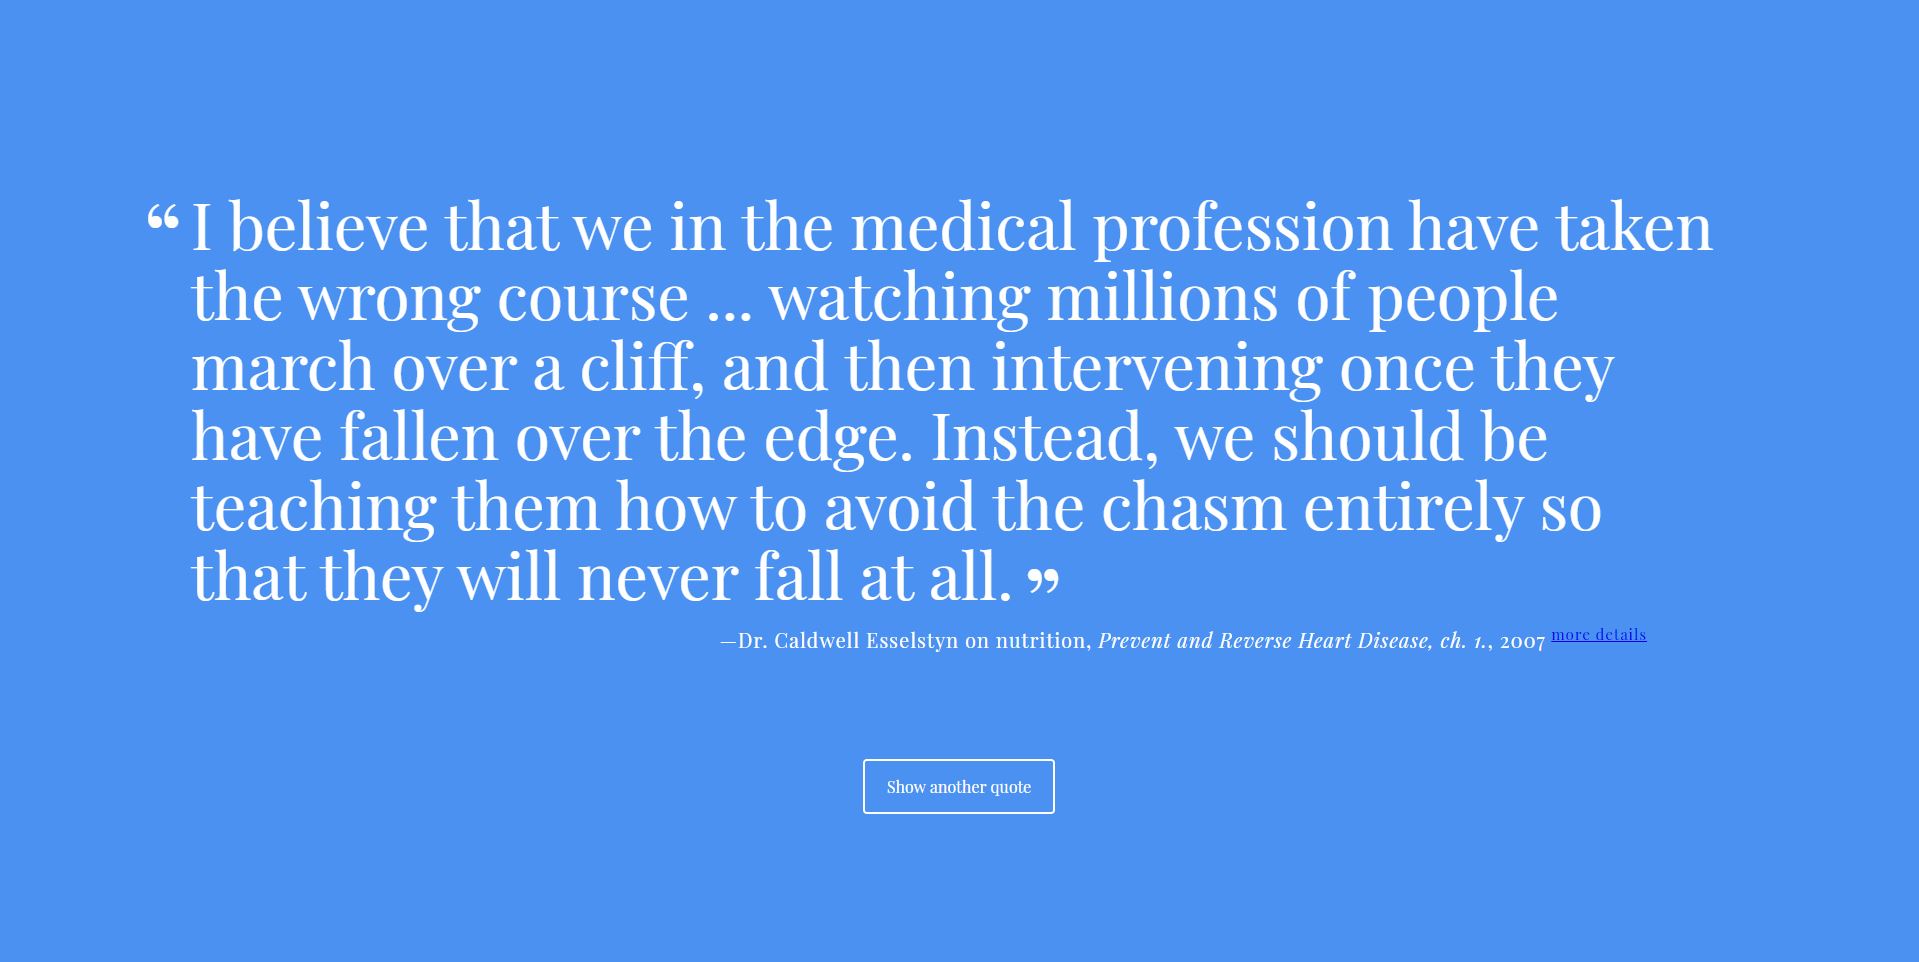 “ I believe that we in the medical profession have taken
the wrong course ... watching millions of people
march over a cliff, and then intervening once they
have fallen over the edge. Instead, we should be
teaching them how to avoid the chasm entirely so
that they will never fall at all. ”
—Dr. Caldwell Esselstyn on nutrition, Prevent and Reverse Heart Disease, ch. 1., 2007 more details
Show another quote